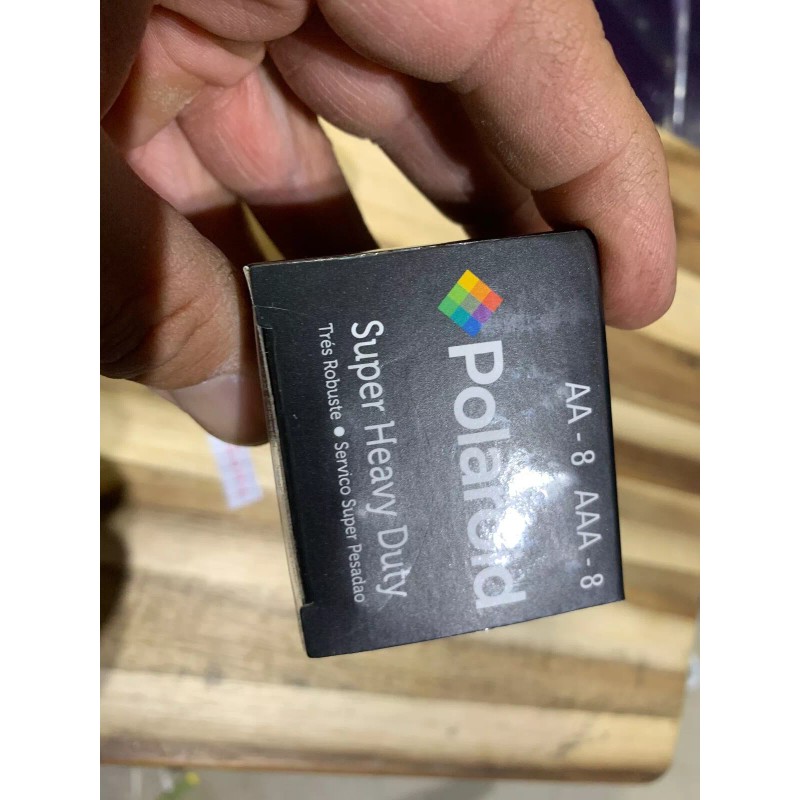 AA - 8 AAA - 8
Polaroid
Super Heavy Duty
Trés Robuste ● Servico Super Pesadao